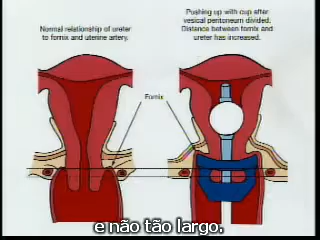 Normal relationship of ureter
to fornix and uterine artery.
Pushing up with cup after
vesical peritoneum divided.
Distance between fornix and
ureter has increased.
Fornix
e não tão largo.